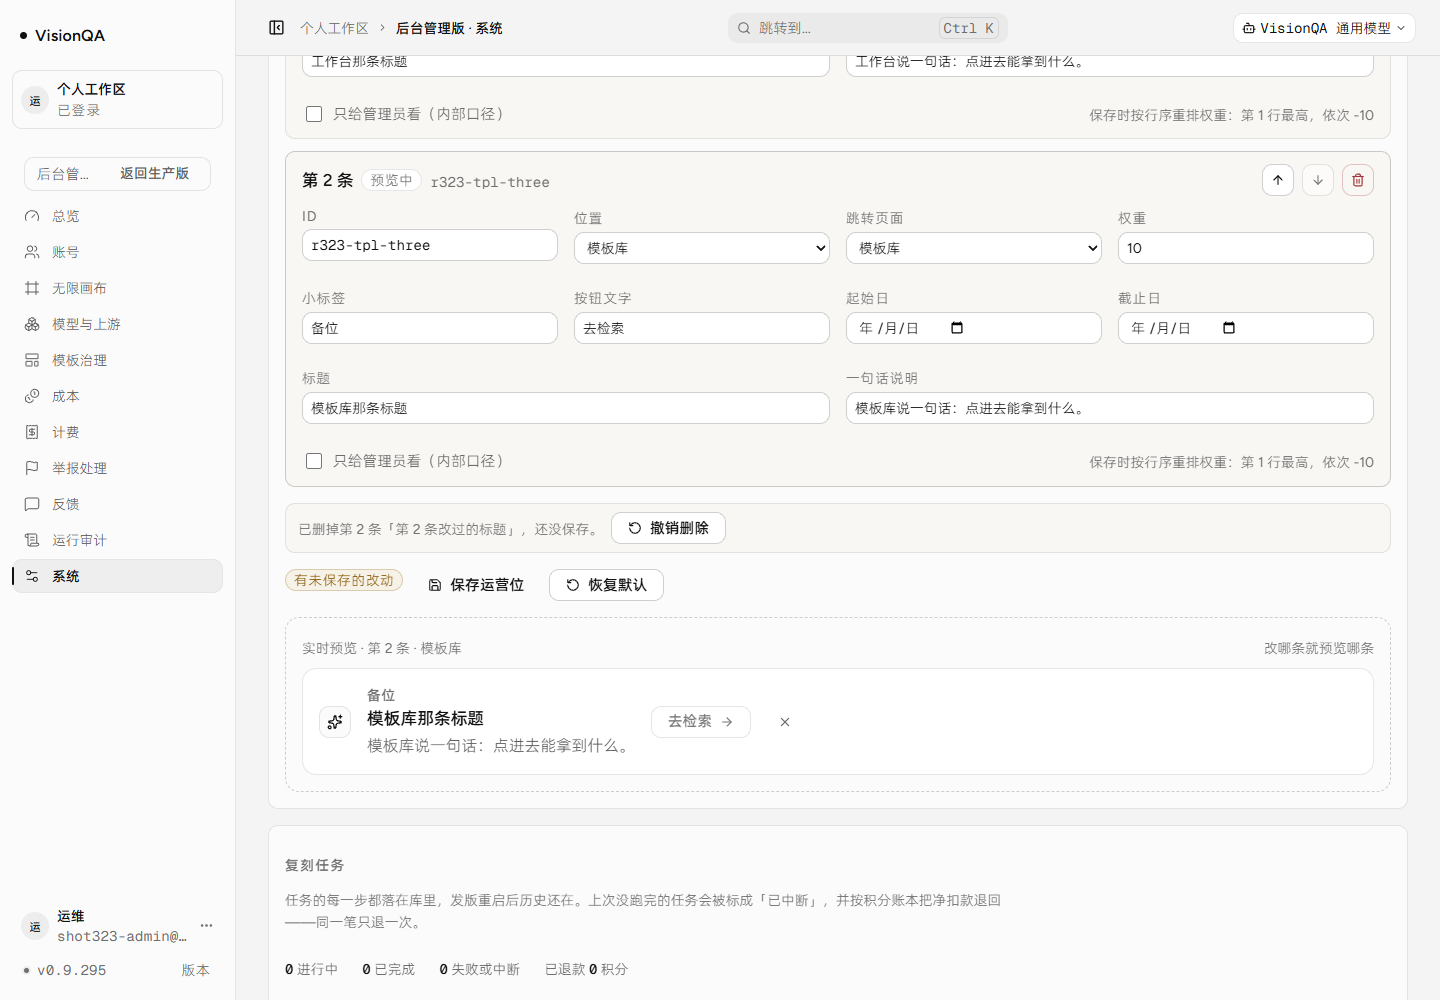 VisionQA
运
个人工作区
已登录
后台管…
返回生产版
总览
账号
无限画布
模型与上游
模板治理
成本
计费
举报处理
反馈
运行审计
系统
运
运维
shot323-admin@…
v0.9.295
版本
个人工作区
后台管理版 · 系统
跳转到…
Ctrl K
VisionQA 通用模型
工作台那条标题
工作台说一句话：点进去能拿到什么。
只给管理员看（内部口径）
保存时按行序重排权重：第 1 行最高，依次 -10
第 2 条
预览中
r323-tpl-three
ID
位置
跳转页面
权重
r323-tpl-three
模板库
模板库
10
小标签
按钮文字
起始日
截止日
备位
去检索
年 /月/日
年 /月/日
标题
一句话说明
模板库那条标题
模板库说一句话：点进去能拿到什么。
只给管理员看（内部口径）
保存时按行序重排权重：第 1 行最高，依次 -10
已删掉第 2 条「第 2 条改过的标题」，还没保存。
撤销删除
有未保存的改动
保存运营位
恢复默认
实时预览 · 第 2 条 · 模板库
改哪条就预览哪条
备位
模板库那条标题
模板库说一句话：点进去能拿到什么。
去检索
复刻任务
任务的每一步都落在库里，发版重启后历史还在。上次没跑完的任务会被标成「已中断」，并按积分账本把净扣款退回
——同一笔只退一次。
0 进行中
0 已完成
0 失败或中断
已退款 0 积分